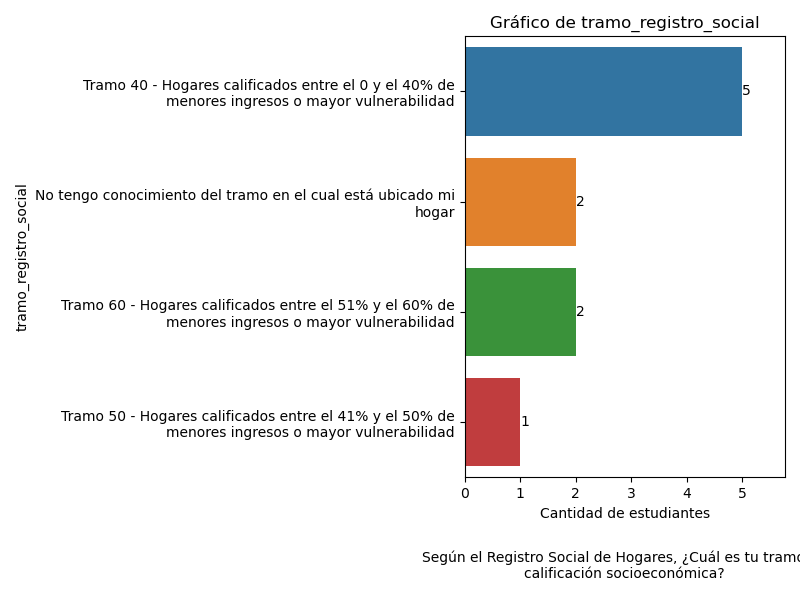 Gráfico de tramo_registro_social
tramo_registro_social
Tramo 40 - Hogares calificados entre el 0 y el 40% de
menores ingresos o mayor vulnerabilidad
5
No tengo conocimiento del tramo en el cual está ubicado mi
hogar
2
Tramo 60 - Hogares calificados entre el 51% y el 60% de
menores ingresos o mayor vulnerabilidad
2
Tramo 50 - Hogares calificados entre el 41% y el 50% de
menores ingresos o mayor vulnerabilidad
1
0 1 2 3 4 5
Cantidad de estudiantes
Según el Registro Social de Hogares, ¿Cuál es tu tramo
calificación socioeconómica?